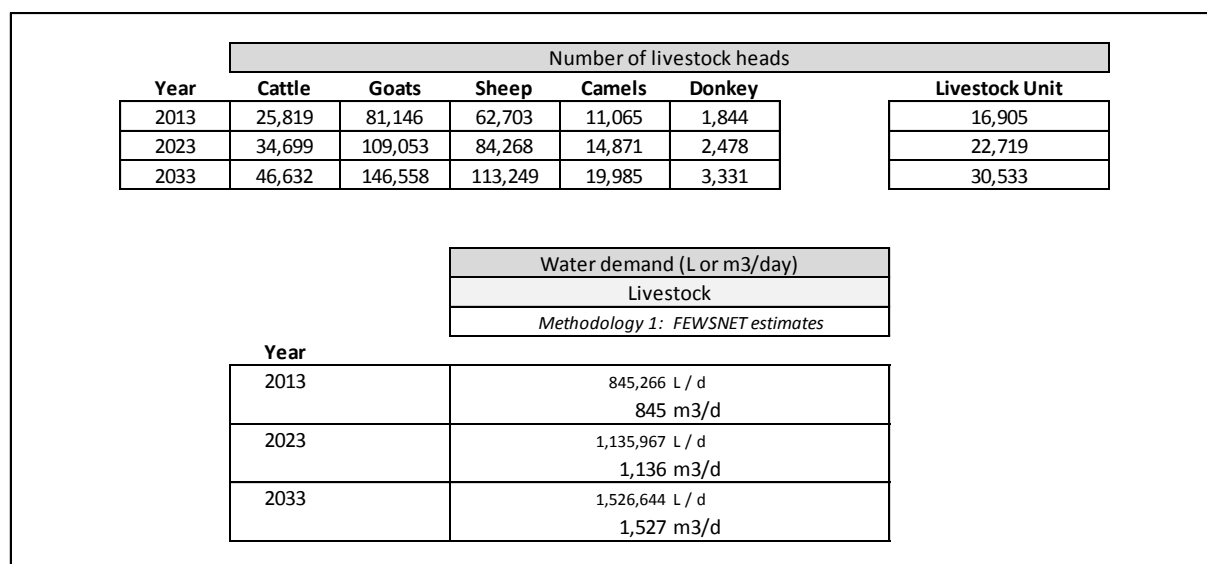 Number of livestock heads
Year Cattle Goats Sheep Camels Donkey Livestock Unit
2013 25,819 81,146 62,703 11,065 1,844 16,905
2023 34,699 109,053 84,268 14,871 2,478 22,719
2033 46,632 146,558 113,249 19,985 3,331 30,533
Water demand (L or m3/day)
Livestock
Methodology 1: FEWSNET estimates
Year
2013 845,266 L / d
845 m3/d
2023 1,135,967 L / d
1,136 m3/d
2033 1,526,644 L / d
1,527 m3/d